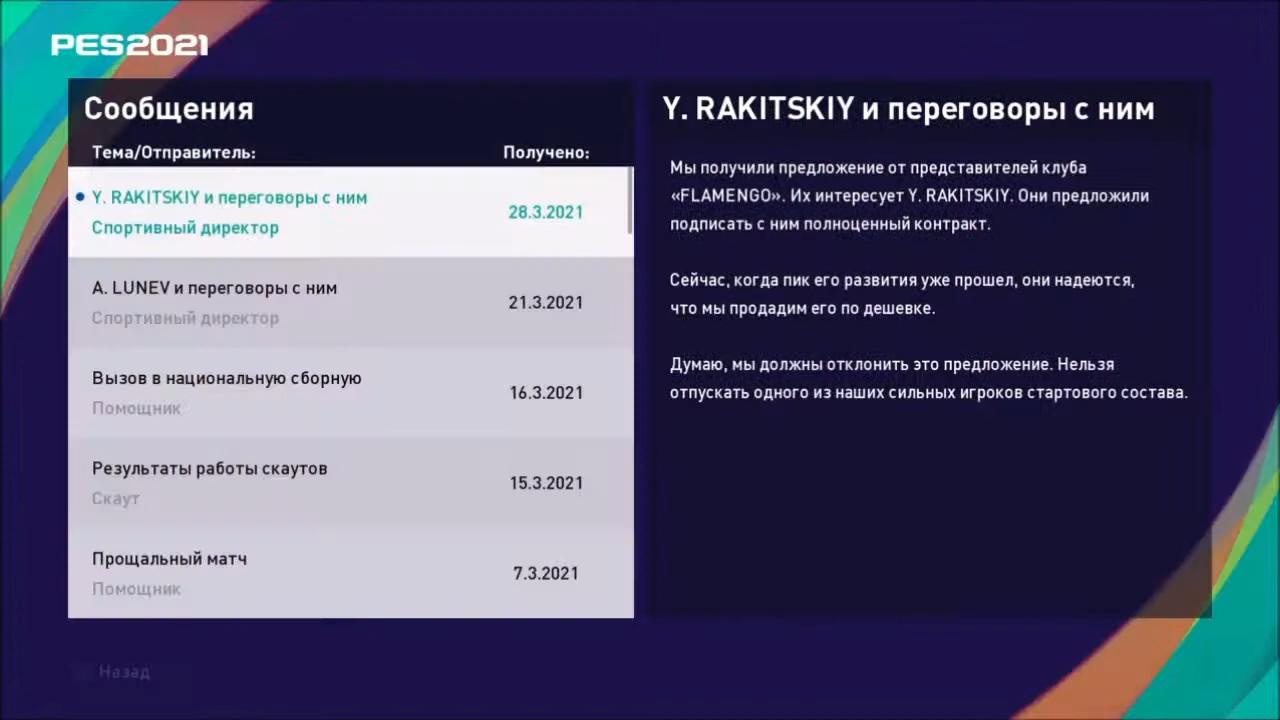 PES2021
Сообщения
Тема/Отправитель: Получено:
Y. RAKITSKIY и переговоры с ним
Спортивный директор
28.3.2021
A. LUNEV и переговоры с ним
Спортивный директор
21.3.2021
Вызов в национальную сборную
Помощник
16.3.2021
Результаты работы скаутов
Скаут
15.3.2021
Прощальный матч
Помощник
7.3.2021
Y. RAKITSKIY и переговоры с ним
Мы получили предложение от представителей клуба
«FLAMENGO». Их интересует Y. RAKITSKIY. Они предложили
подписать с ним полноценный контракт.
Сейчас, когда пик его развития уже прошел, они надеются,
что мы продадим его по дешевке.
Думаю, мы должны отклонить это предложение. Нельзя
отпускать одного из наших сильных игроков стартового состава.
Назад